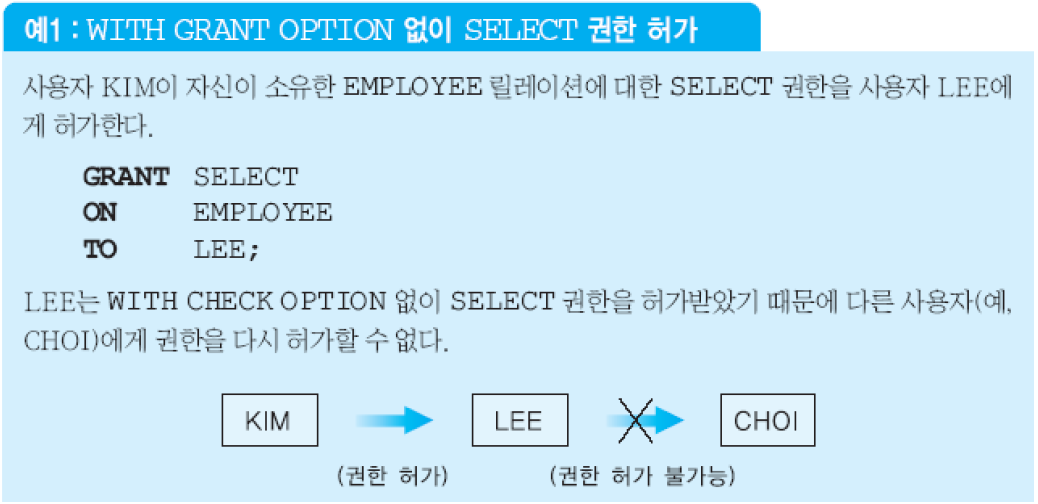 예1 : WITH GRANT OPTION 없이 SELECT 권한 허가
사용자 KIM이 자신이 소유한 EMPLOYEE 릴레이션에 대한 SELECT 권한을 사용자 LEE에
게 허가한다.
GRANT SELECT
ON EMPLOYEE
TO LEE;
LEE는 WITH CHECK OPTION 없이 SELECT 권한을 허가받았기 때문에 다른 사용자(예,
CHOI)에게 권한을 다시 허가할 수 없다.
KIM LEE CHOI
(권한 허가) (권한 허가 불가능)